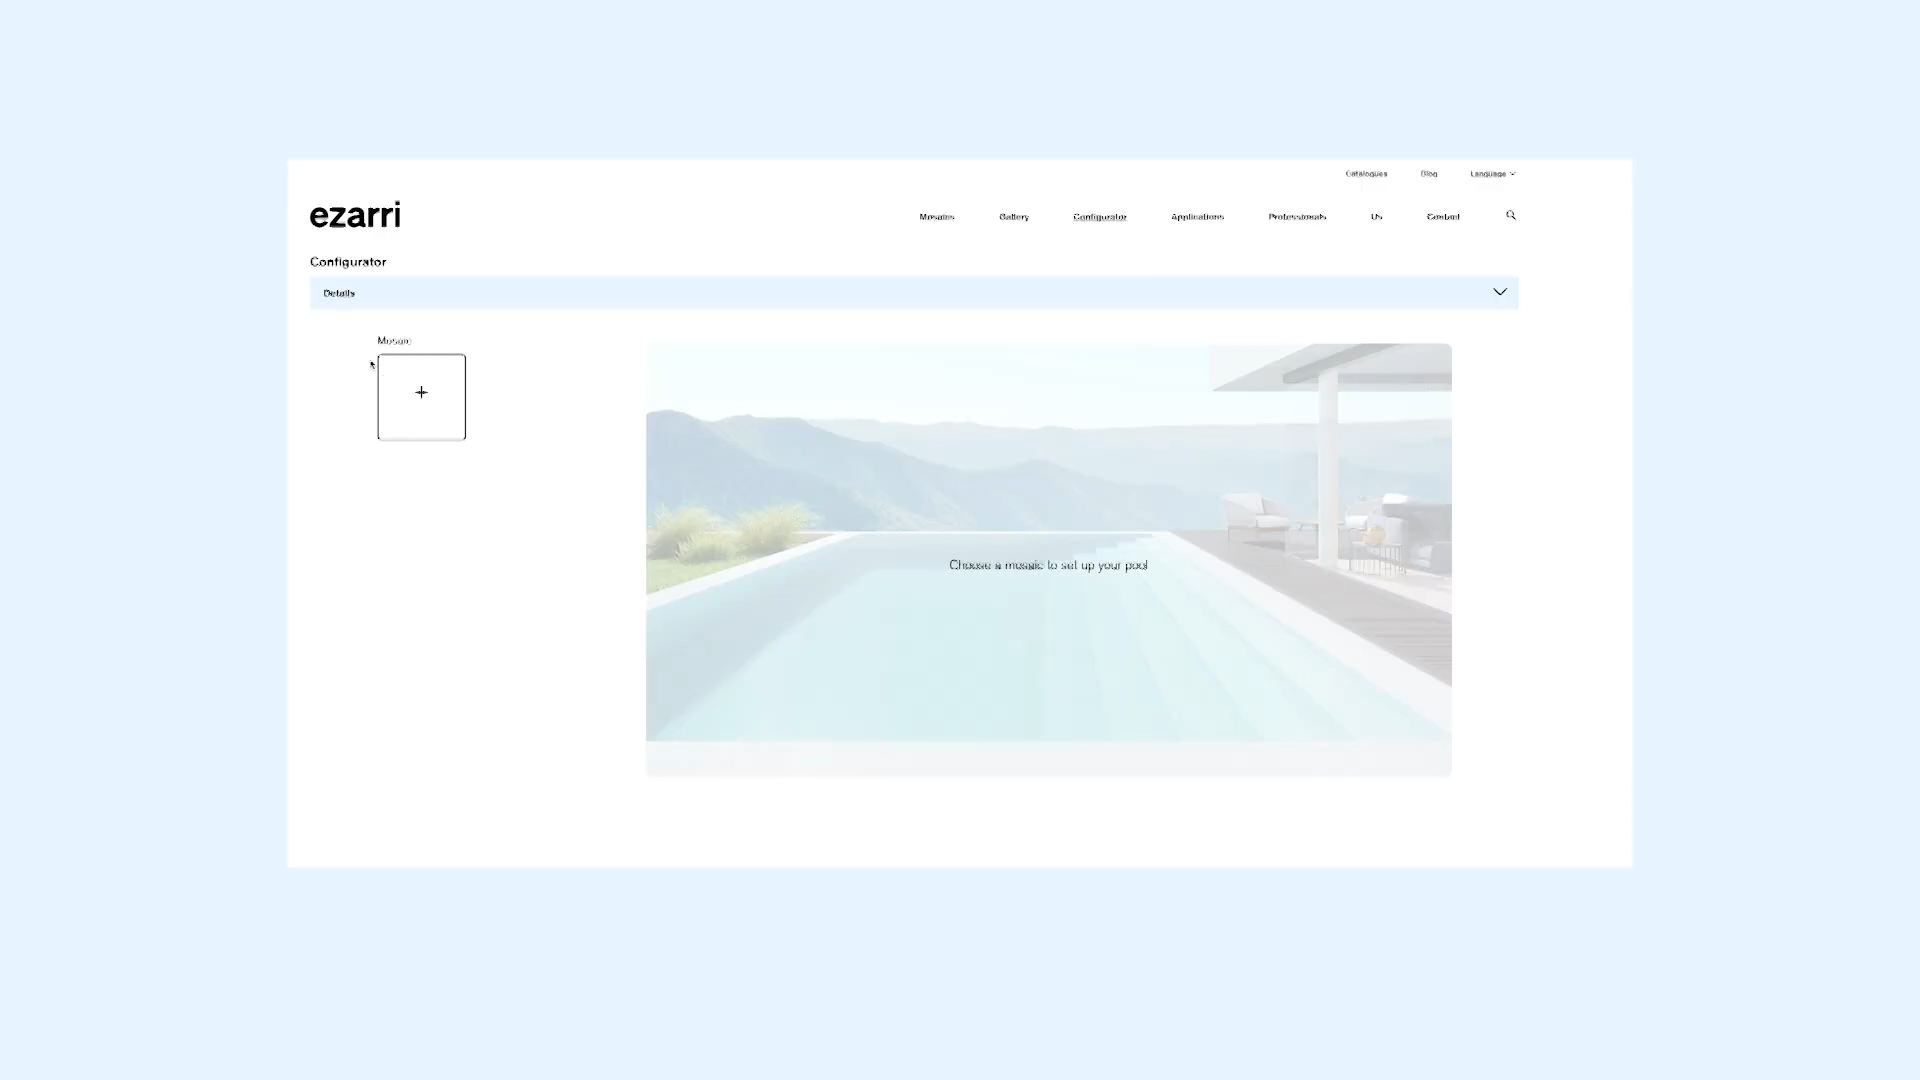 Catalogues Blog Language
ezarri
Mosaics Gallery Configurator Applications Professionals Us Contact
Configurator
Details
Mosaic
Choose a mosaic to set up your pool